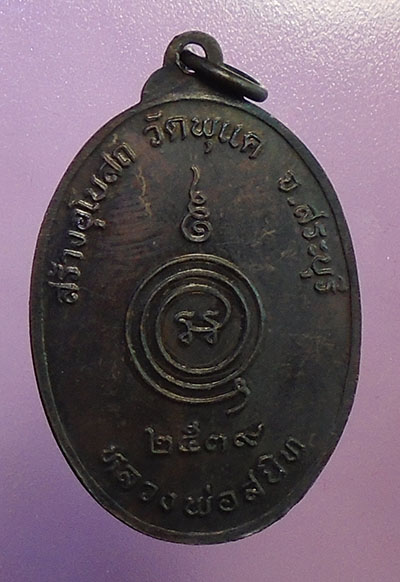 สร้างอุโบสถ วัดพุแค จ.สระบุรี
๒๕๓๙
หลวงพ่อสนิท